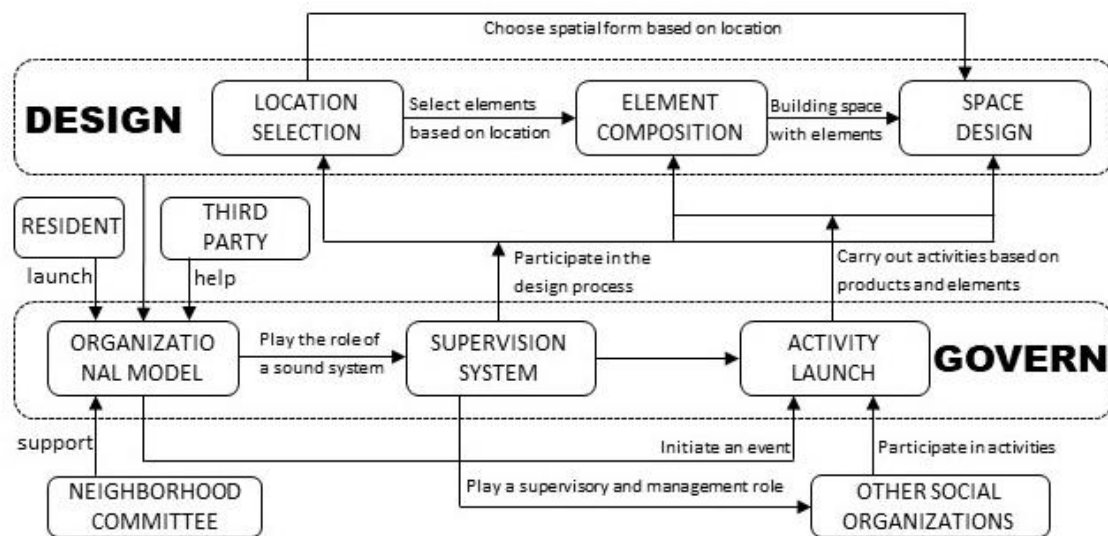 Choose spatial form based on location
DESIGN
LOCATION
SELECTION
Select elements
based on location
ELEMENT
COMPOSITION
Building space
with elements
SPACE
DESIGN
RESIDENT
THIRD
PARTY
launch
help
Participate in the
design process
Carry out activities based on
products and elements
ORGANIZATIO
NAL MODEL
Play the role of
a sound system
SUPERVISION
SYSTEM
ACTIVITY
LAUNCH
GOVERN
support
Initiate an event
Participate in activities
NEIGHBORHOOD
COMMITTEE
Play a supervisory and management role
OTHER SOCIAL
ORGANIZATIONS